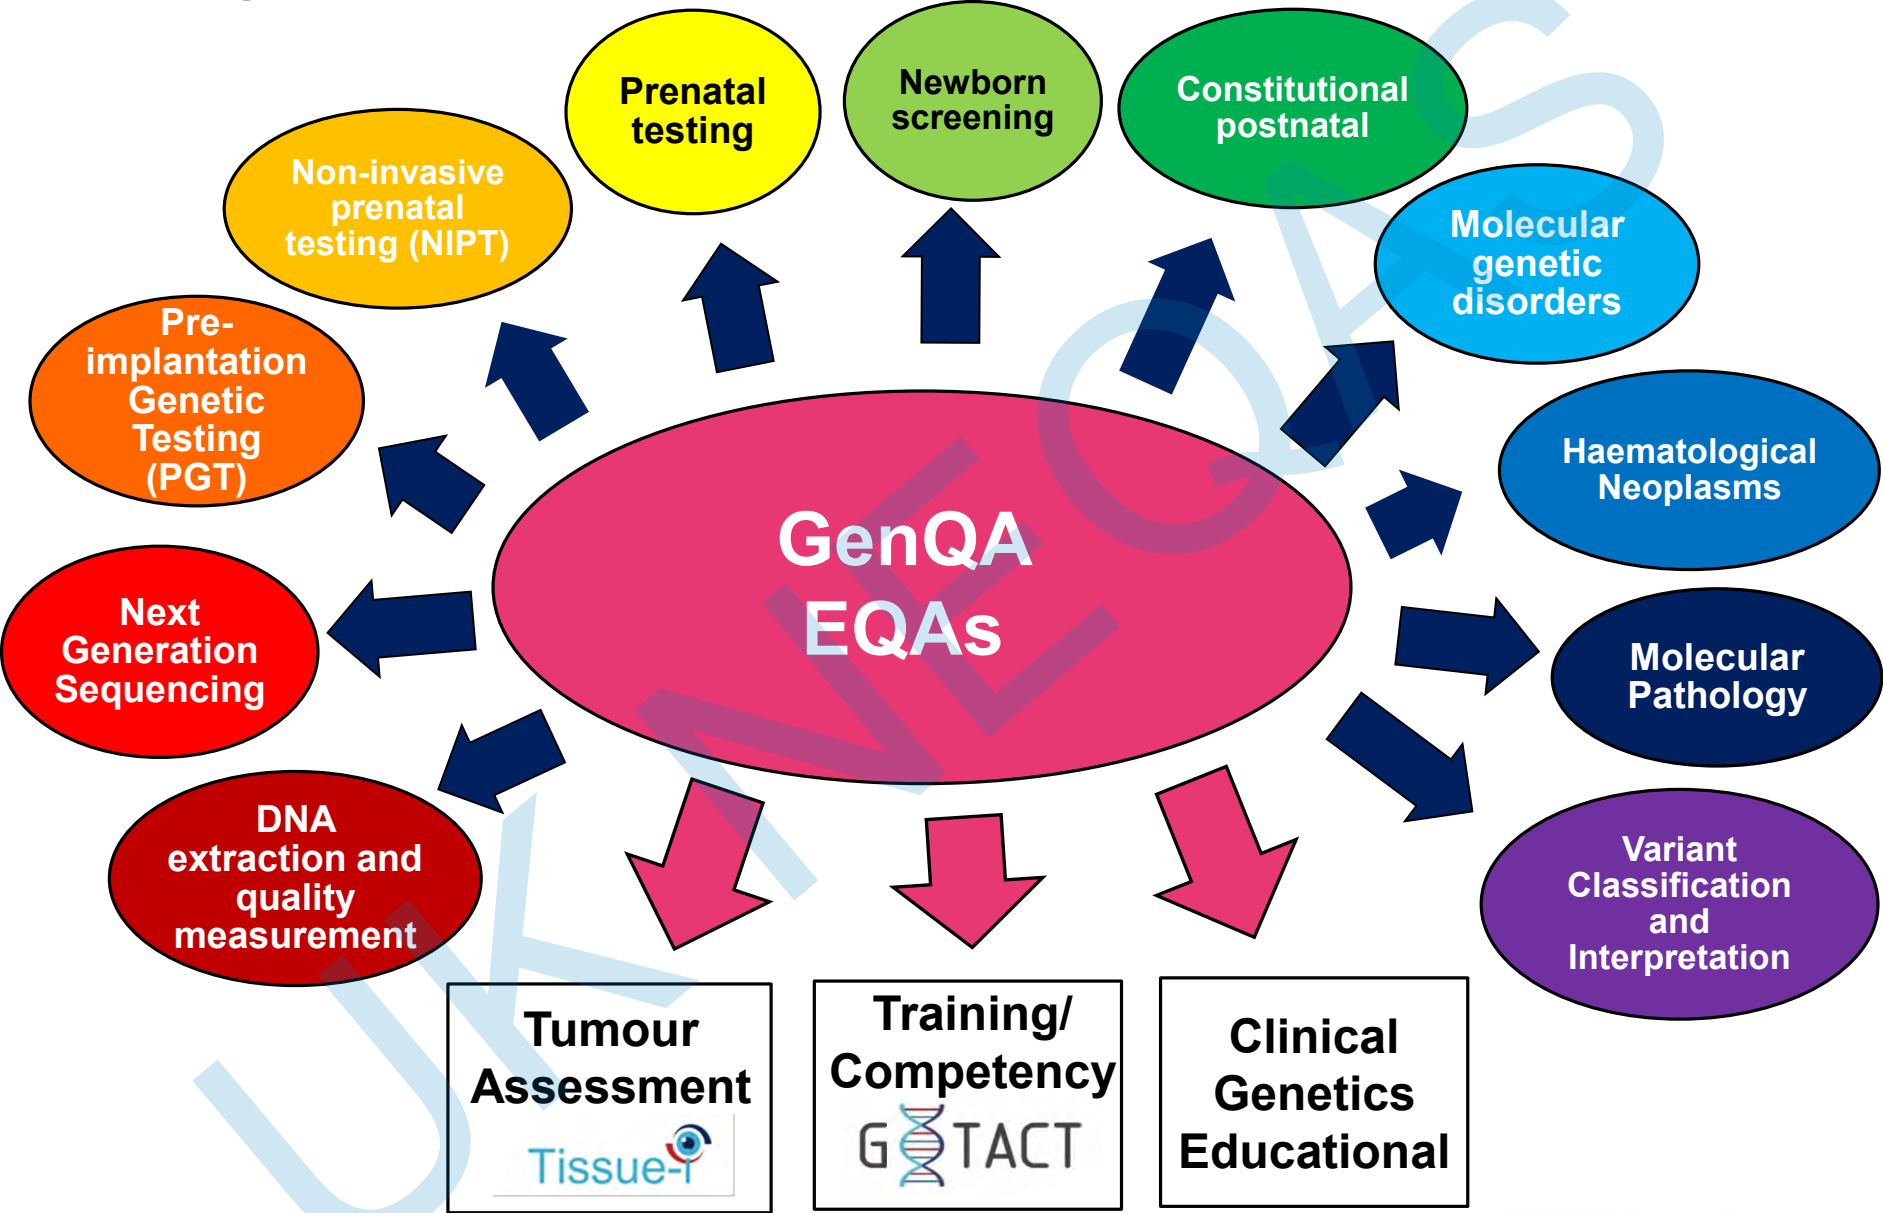 Prenatal
testing
Newborn
screening
Constitutional
postnatal
Non-invasive
prenatal
testing (NIPT)
Molecular
genetic
disorders
Pre-
implantation
Genetic
Testing
(PGT)
Haematological
Neoplasms
GenQA
EQAs
Next
Generation
Sequencing
Molecular
Pathology
DNA
extraction and
quality
measurement
Variant
Classification
and
Interpretation
Tumour
Assessment
Tissue-i
Training/
Competency
G TACT
Clinical
Genetics
Educational
UK NEQAS